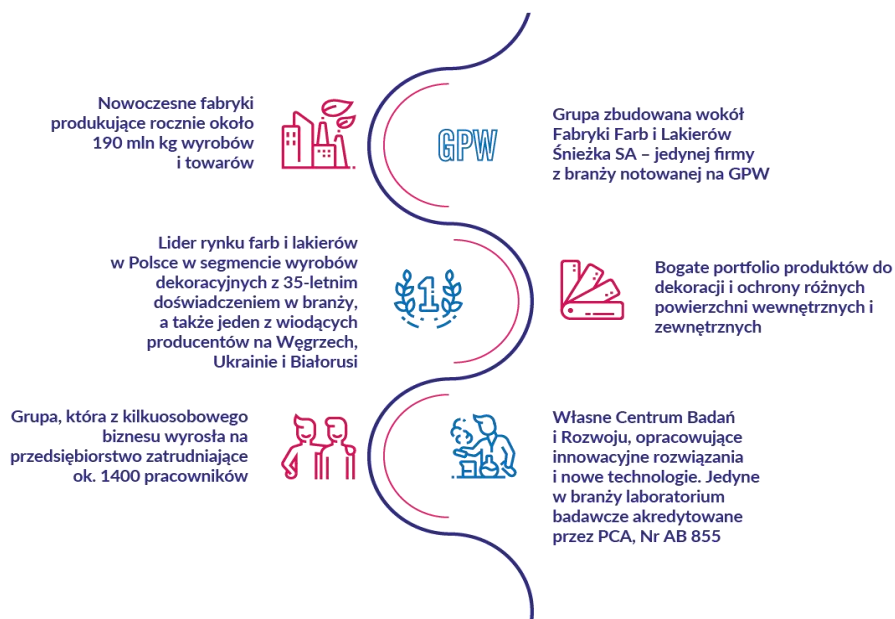 Nowoczesne fabryki
produkujące rocznie około
190 mln kg wyrobów
i towarów
GPW
Grupa zbudowana wokół
Fabryki Farb i Lakierów
Śnieżka SA – jedynej firmy
z branży notowanej na GPW
Lider rynku farb i lakierów
w Polsce w segmencie wyrobów
dekoracyjnych z 35-letnim
doświadczeniem w branży,
a także jeden z wiodących
producentów na Węgrzech,
Ukrainie i Białorusi
1
Bogate portfolio produktów do
dekoracji i ochrony różnych
powierzchni wewnętrznych i
zewnętrznych
Grupa, która z kilkuosobowego
biznesu wyrosła na
przedsiębiorstwo zatrudniające
ok. 1400 pracowników
Własne Centrum Badań
i Rozwoju, opracowujące
innowacyjne rozwiązania
i nowe technologie. Jedyne
w branży laboratorium
badawcze akredytowane
przez PCA, Nr AB 855